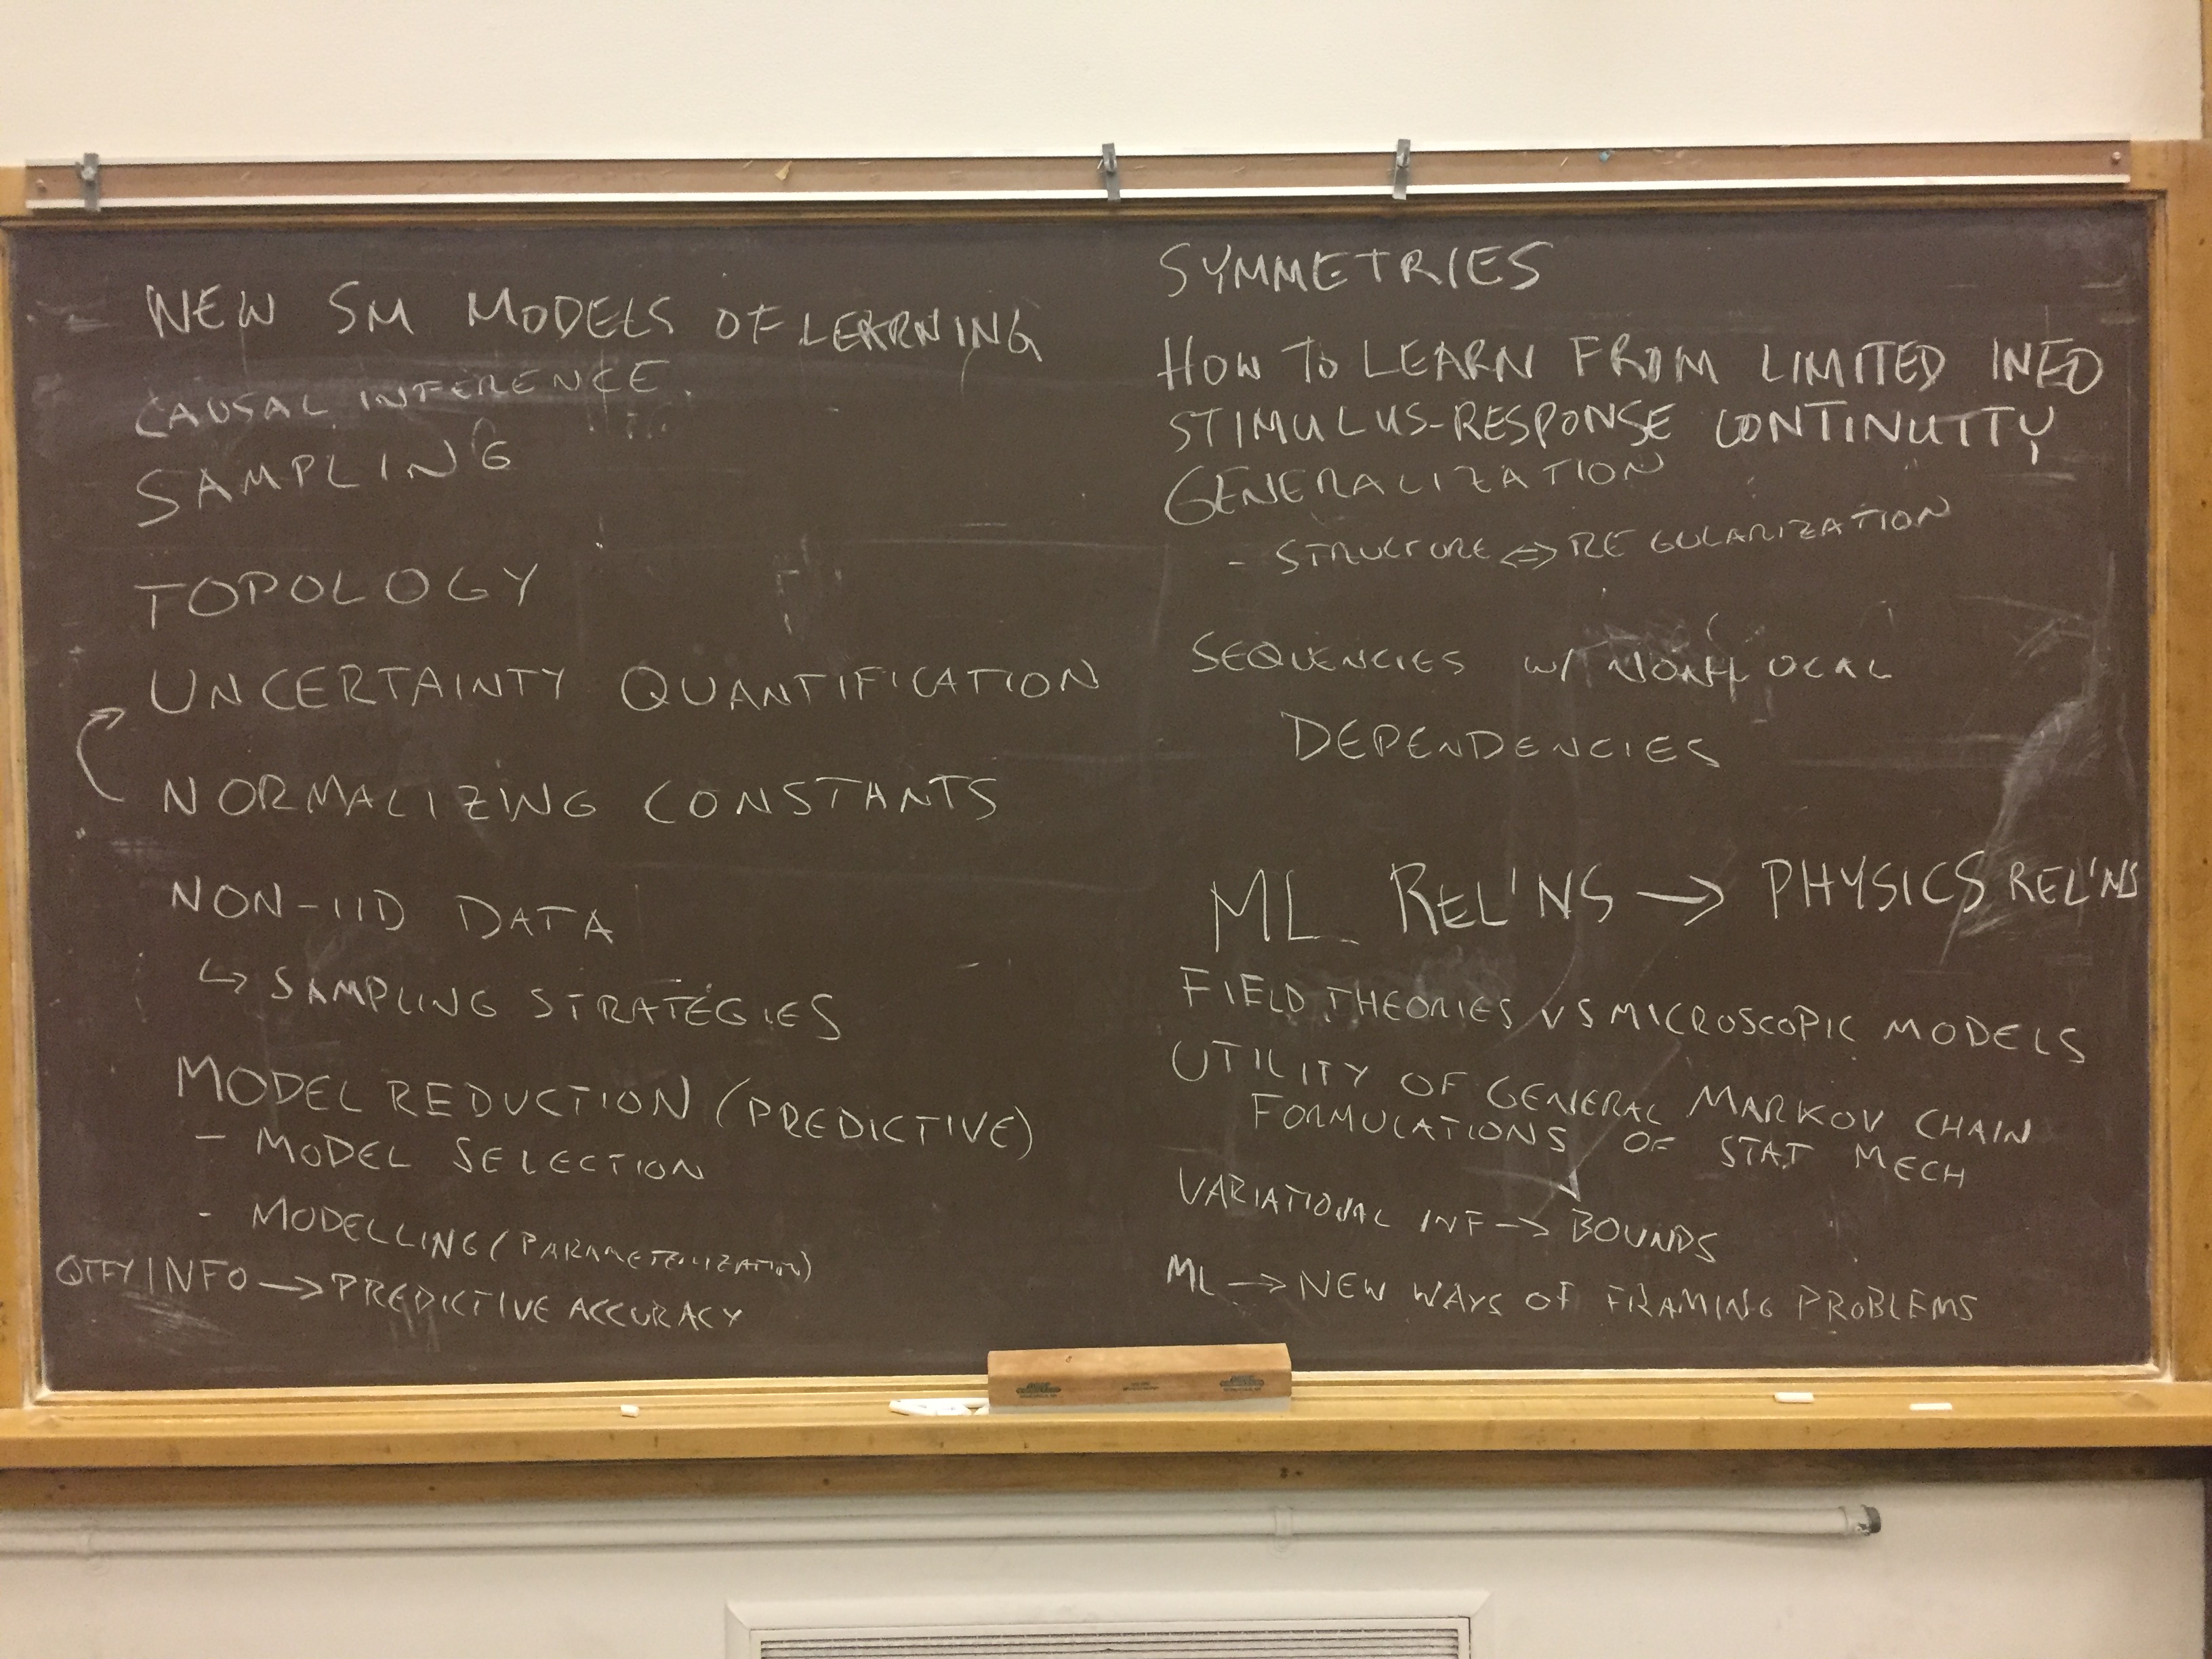 NEW SM MODELS OF LEARNING
CAUSAL INFERENCE.
SAMPLING
TOPOLOGY
UNCERTAINTY QUANTIFICATION
NORMALIZING CONSTANTS
NON-IID DATA
↳ SAMPLING STRATEGIES
MODEL REDUCTION (PREDICTIVE)
- MODEL SELECTION
- MODELLING (PARAMETERIZATION)
QTFY INFO → PREDICTIVE ACCURACY
SYMMETRIES
HOW TO LEARN FROM LIMITED INFO
STIMULUS-RESPONSE CONTINUITY
GENERALIZATION
- STRUCTURE ⇔ REGULARIZATION
SEQUENCIES W/ NON-LOCAL
DEPENDENCIES
ML REL'NS → PHYSICS REL'NS
FIELD THEORIES VS MICROSCOPIC MODELS
UTILITY OF GENERAL MARKOV CHAIN
FORMULATIONS OF STAT MECH
VARIATIONAL INF → BOUNDS
ML → NEW WAYS OF FRAMING PROBLEMS